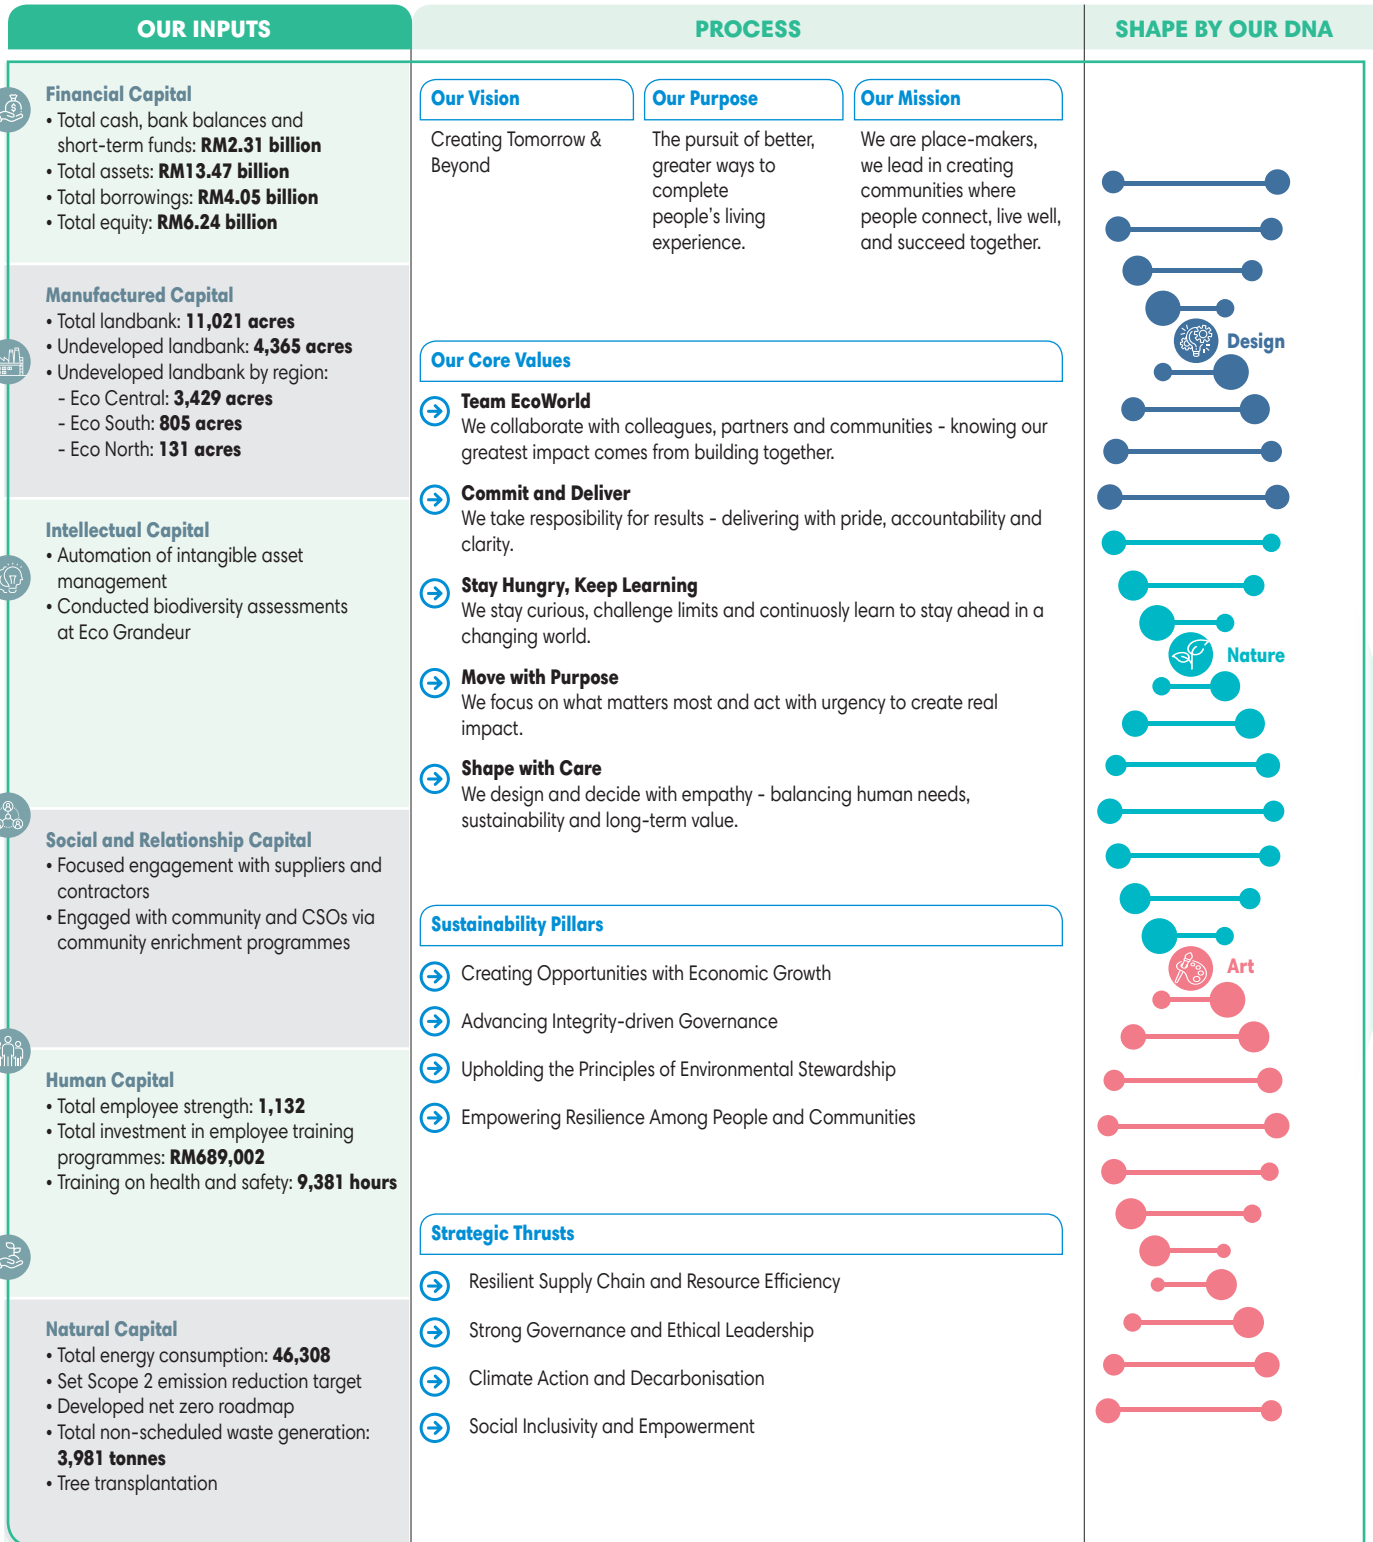 OUR INPUTS
PROCESS
SHAPE BY OUR DNA
Financial Capital
• Total cash, bank balances and
short-term funds: RM2.31 billion
• Total assets: RM13.47 billion
• Total borrowings: RM4.05 billion
• Total equity: RM6.24 billion
Manufactured Capital
• Total landbank: 11,021 acres
• Undeveloped landbank: 4,365 acres
• Undeveloped landbank by region:
- Eco Central: 3,429 acres
- Eco South: 805 acres
- Eco North: 131 acres
Intellectual Capital
• Automation of intangible asset
management
• Conducted biodiversity assessments
at Eco Grandeur
Social and Relationship Capital
• Focused engagement with suppliers and
contractors
• Engaged with community and CSOs via
community enrichment programmes
Human Capital
• Total employee strength: 1,132
• Total investment in employee training
programmes: RM689,002
• Training on health and safety: 9,381 hours
Natural Capital
• Total energy consumption: 46,308
• Set Scope 2 emission reduction target
• Developed net zero roadmap
• Total non-scheduled waste generation:
3,981 tonnes
• Tree transplantation
Our Vision
Creating Tomorrow &
Beyond
Our Purpose
The pursuit of better,
greater ways to
complete
people's living
experience.
Our Mission
We are place-makers,
we lead in creating
communities where
people connect, live well,
and succeed together.
Our Core Values
Team EcoWorld
We collaborate with colleagues, partners and communities - knowing our
greatest impact comes from building together.
Commit and Deliver
We take resposibility for results - delivering with pride, accountability and
clarity.
Stay Hungry, Keep Learning
We stay curious, challenge limits and continuosly learn to stay ahead in a
changing world.
Move with Purpose
We focus on what matters most and act with urgency to create real
impact.
Shape with Care
We design and decide with empathy - balancing human needs,
sustainability and long-term value.
Sustainability Pillars
Creating Opportunities with Economic Growth
Advancing Integrity-driven Governance
Upholding the Principles of Environmental Stewardship
Empowering Resilience Among People and Communities
Strategic Thrusts
Resilient Supply Chain and Resource Efficiency
Strong Governance and Ethical Leadership
Climate Action and Decarbonisation
Social Inclusivity and Empowerment
Design
Nature
Art